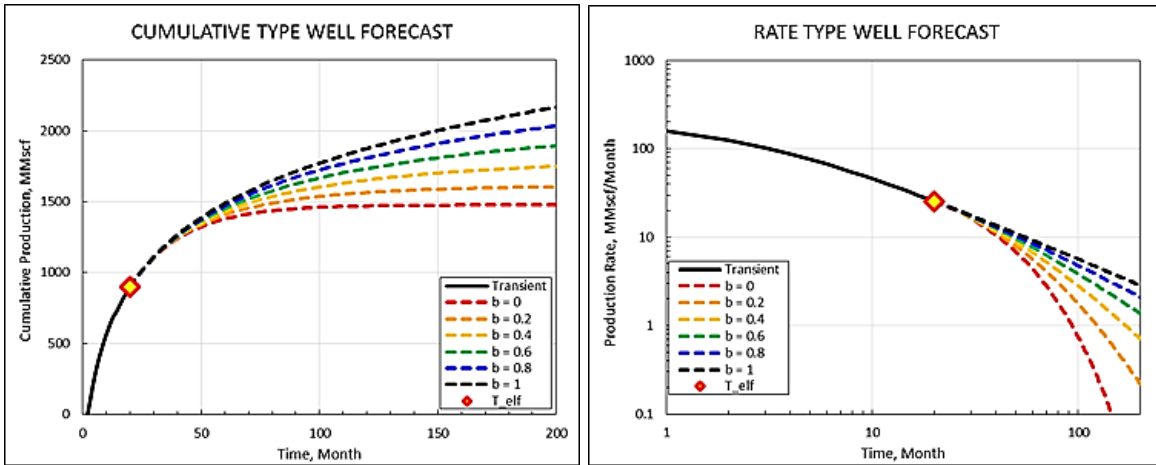 CUMULATIVE TYPE WELL FORECAST
Cumulative Production, MMscf
2500
2000
1500
1000
500
0
0
50
100
150
200
Time, Month
Transient
b = 0
b = 0.2
b = 0.4
b = 0.6
b = 0.8
b = 1
T_elf
RATE TYPE WELL FORECAST
Production Rate, MMscf/Month
1000
100
10
1
0.1
1
10
100
Time, Month
Transient
b = 0
b = 0.2
b = 0.4
b = 0.6
b = 0.8
b = 1
T_elf